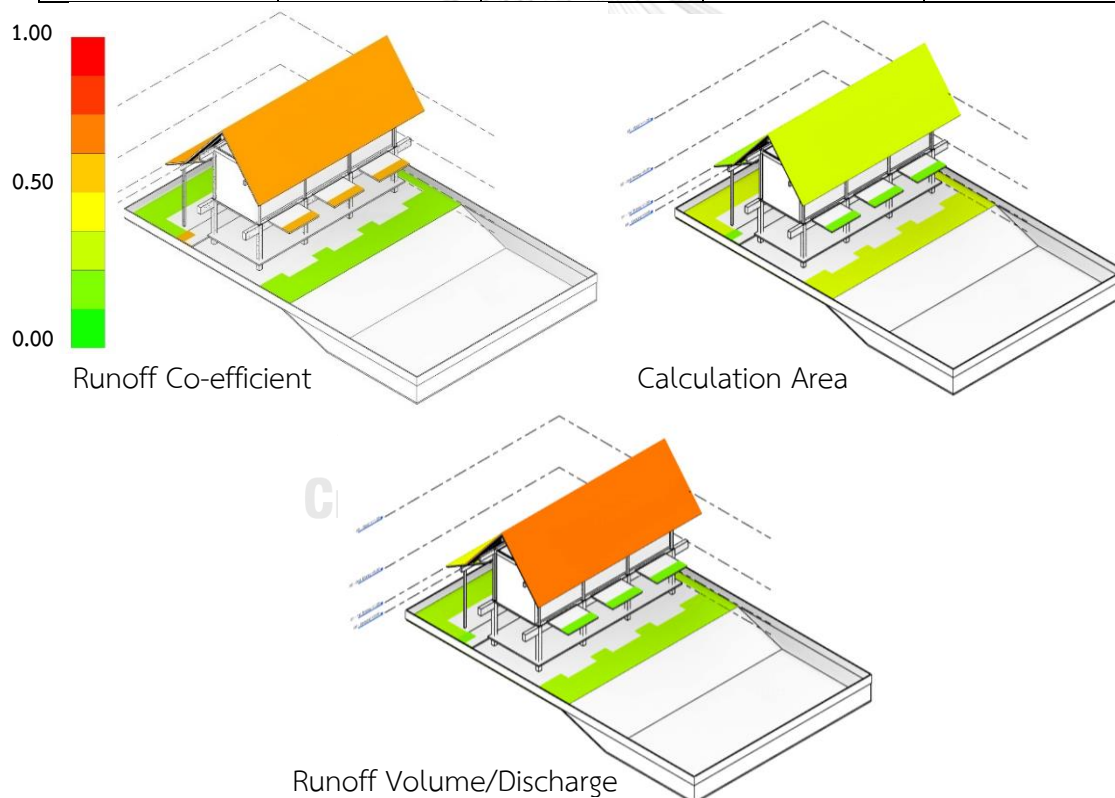 1.00
0.50
0.00
Runoff Co-efficient
Calculation Area
Runoff Volume/Discharge